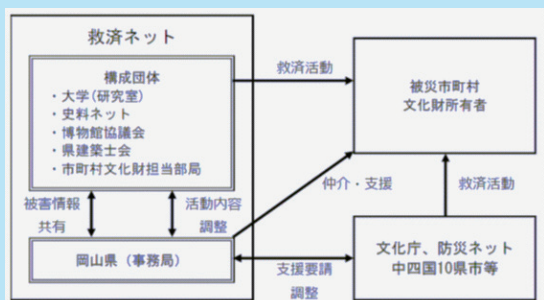 救済ネット
構成団体
・大学(研究室)
・史料ネット
・博物館協議会
・県建築士会
・市町村文化財担当部局
救済活動
被災市町村
文化財所有者
被害情報
共有
活動内容
調整
仲介・支援
救済活動
岡山県（事務局）
支援要請
調整
文化庁、防災ネット
中四国10県市等